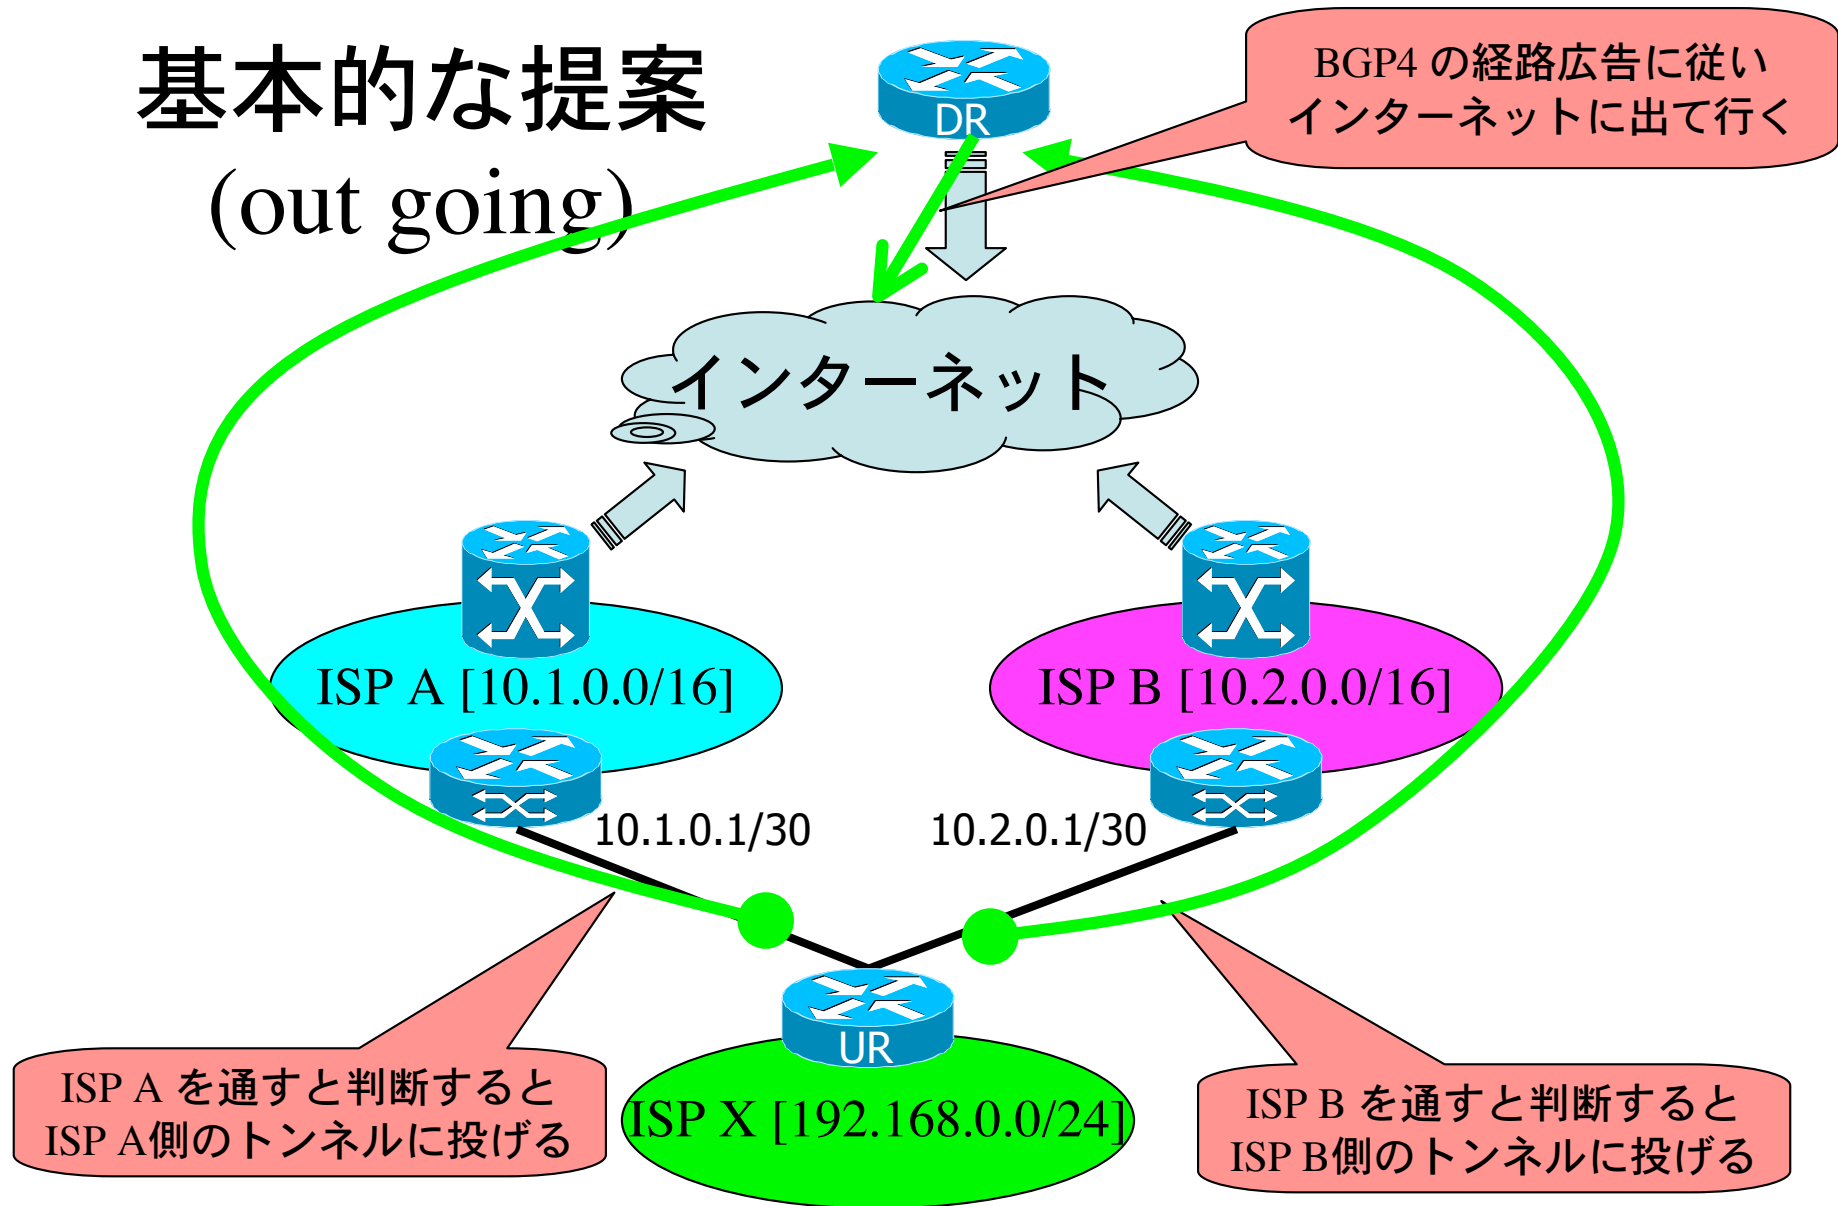 基本的な提案
(out going)
BGP4 の経路広告に従い
インターネットに出て行く
DR
インターネット
ISP A [10.1.0.0/16]
ISP B [10.2.0.0/16]
10.1.0.1/30
10.2.0.1/30
UR
ISP X [192.168.0.0/24]
ISP A を通すと判断すると
ISP A側のトンネルに投げる
ISP B を通すと判断すると
ISP B側のトンネルに投げる